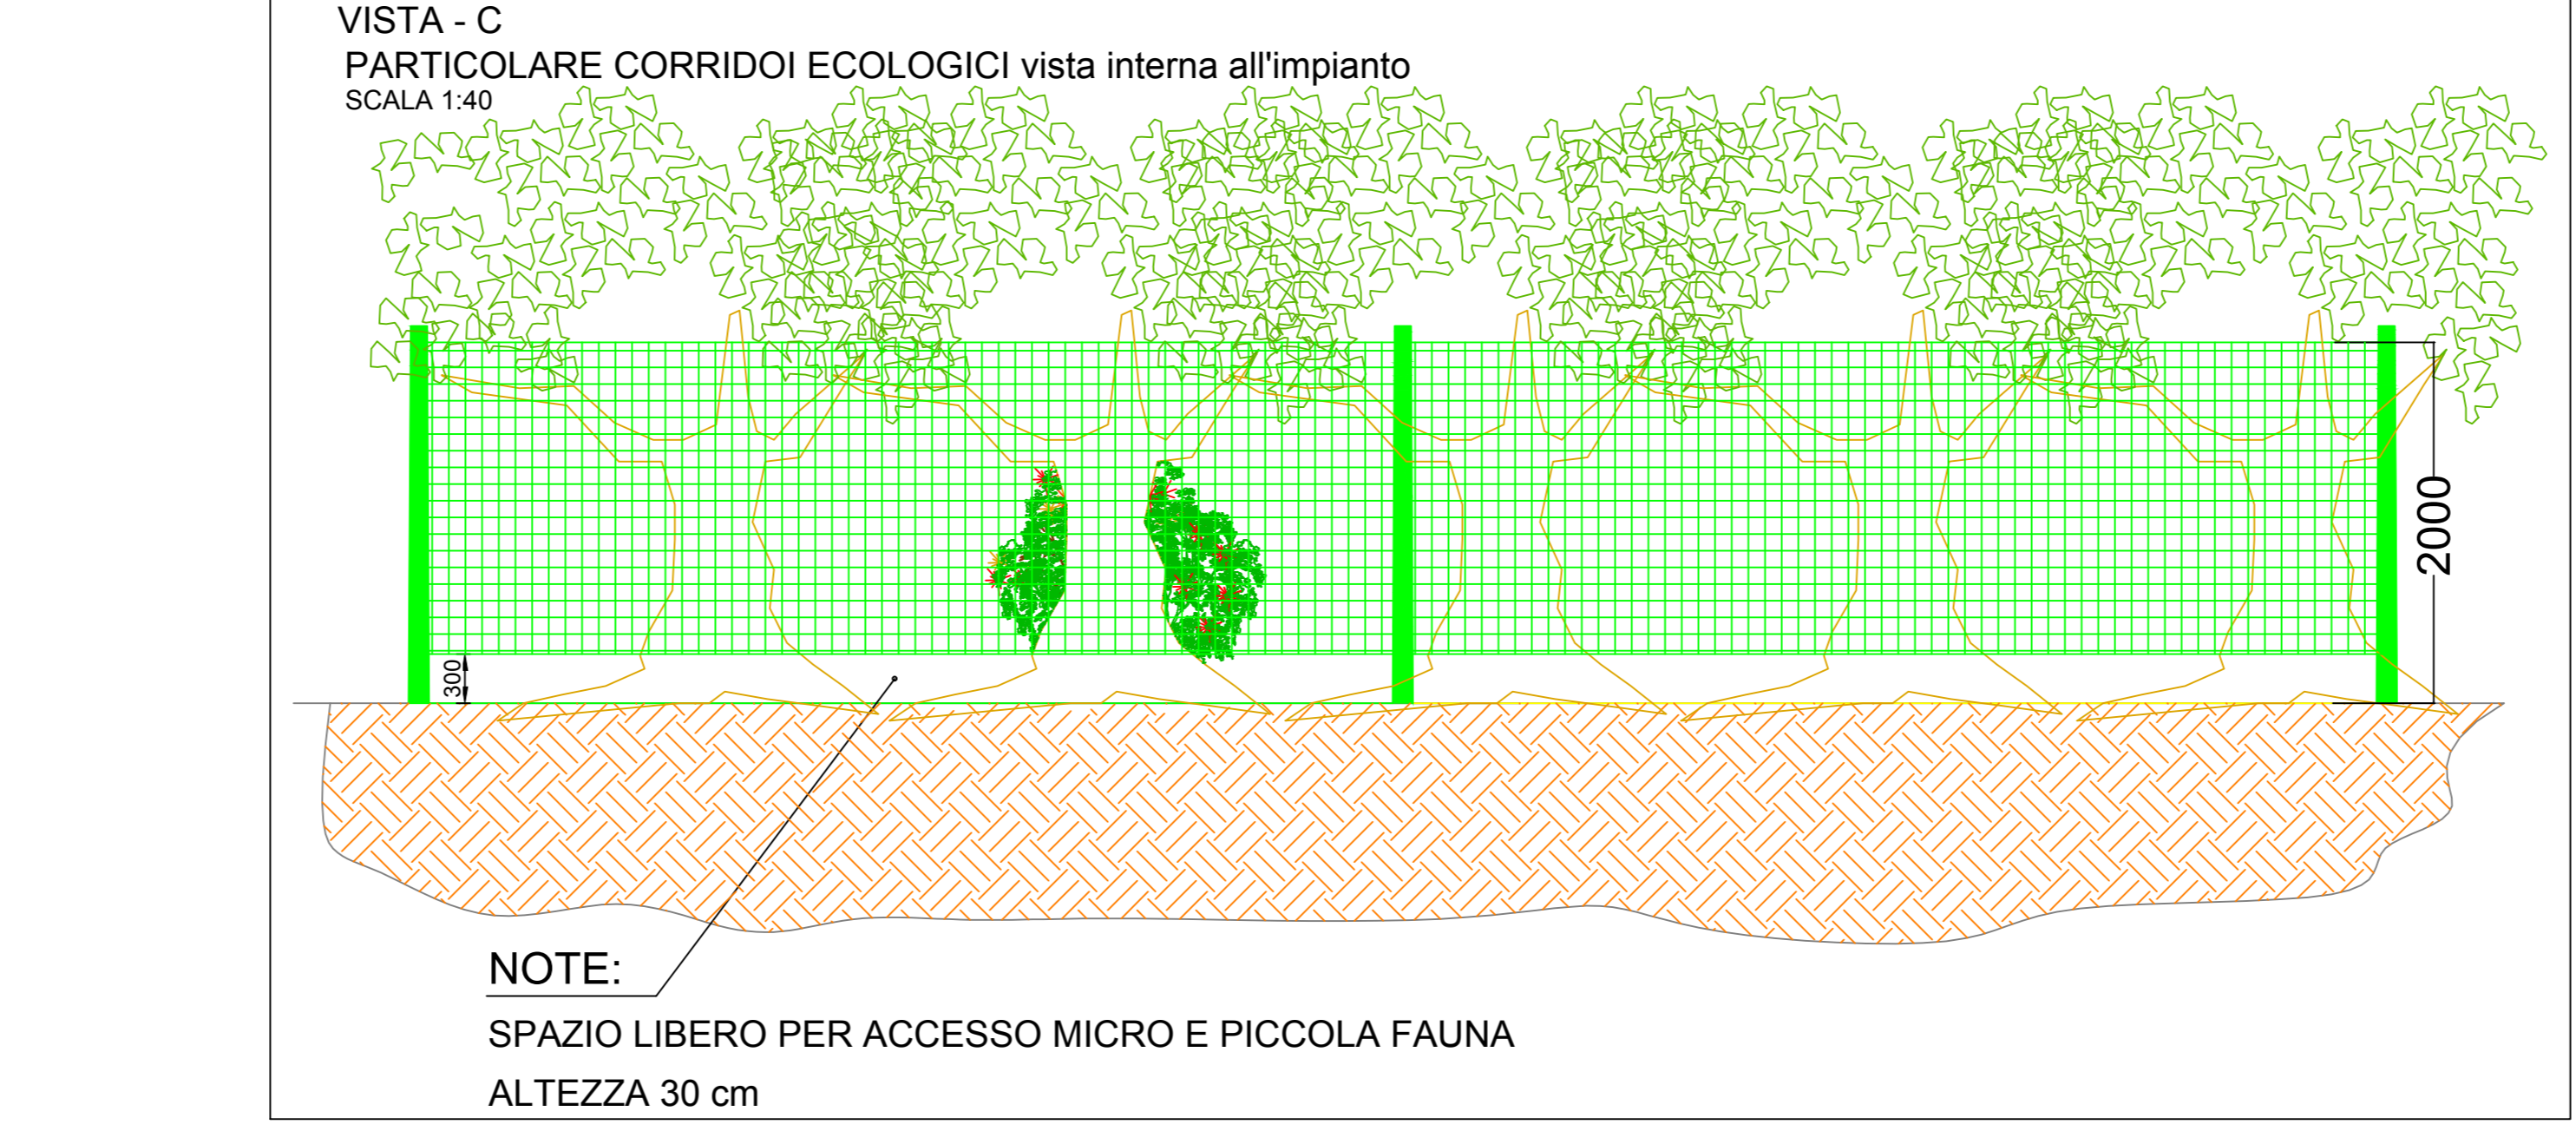 VISTA - C
PARTICOLARE CORRIDOI ECOLOGICI vista interna all'impianto
SCALA 1:40
2000
300
NOTE:
SPAZIO LIBERO PER ACCESSO MICRO E PICCOLA FAUNA
ALTEZZA 30 cm